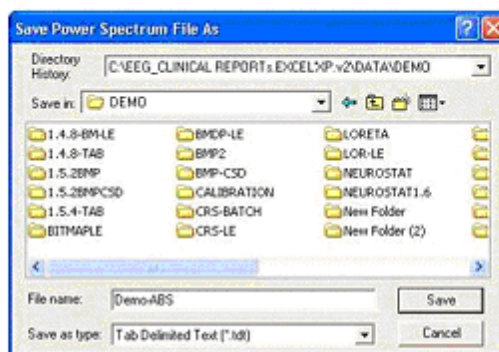 Save Power Spectrum File As
Directory History: C:\EEG_CLINICAL REPORTs.EXCEL\XP.v2\DATA\DEMO
Save in: DEMO
1.4.8-BM-LE BMDP-LE LORETA
1.4.8-TAB BMP2 LOR-LE
1.5.2BMP BMP-CSD NEUROSTAT
1.5.2BMPCSD CALIBRATION NEUROSTAT1.6
1.5.4-TAB CRS-BATCH New Folder
BITMAPLE CRS-LE New Folder (2)
File name: Demo-ABS Save
Save as type: Tab Delimited Text (*.tdt) Cancel